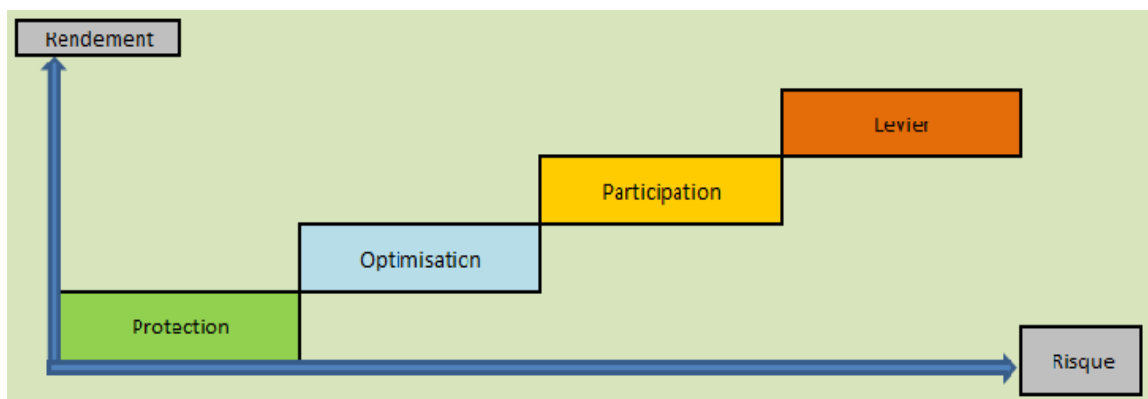 Rendement
Levier
Participation
Optimisation
Protection
Risque